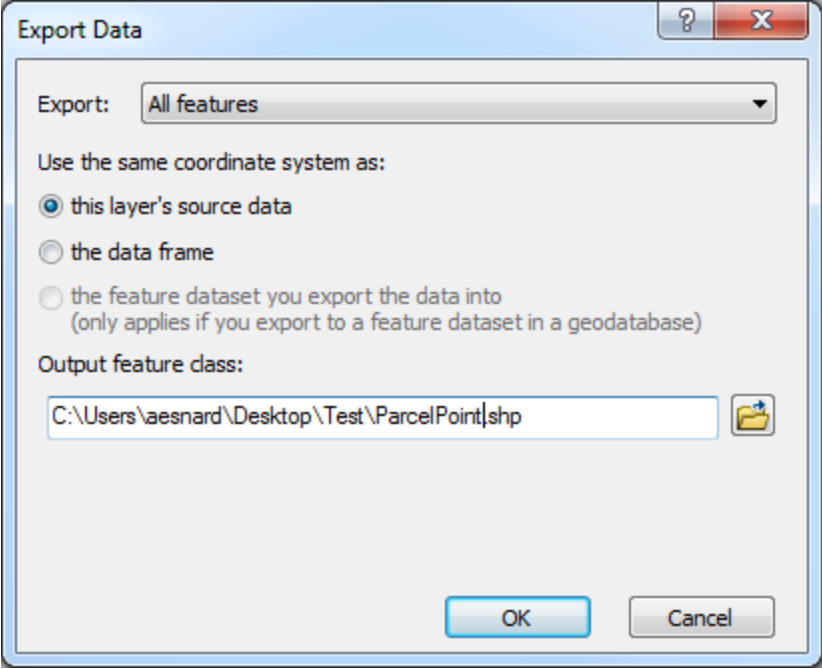 Export Data
Export: All features
Use the same coordinate system as:
this layer's source data
the data frame
the feature dataset you export the data into
(only applies if you export to a feature dataset in a geodatabase)
Output feature class:
C:\Users\aesnard\Desktop\Test\ParcelPoint.shp
OK Cancel